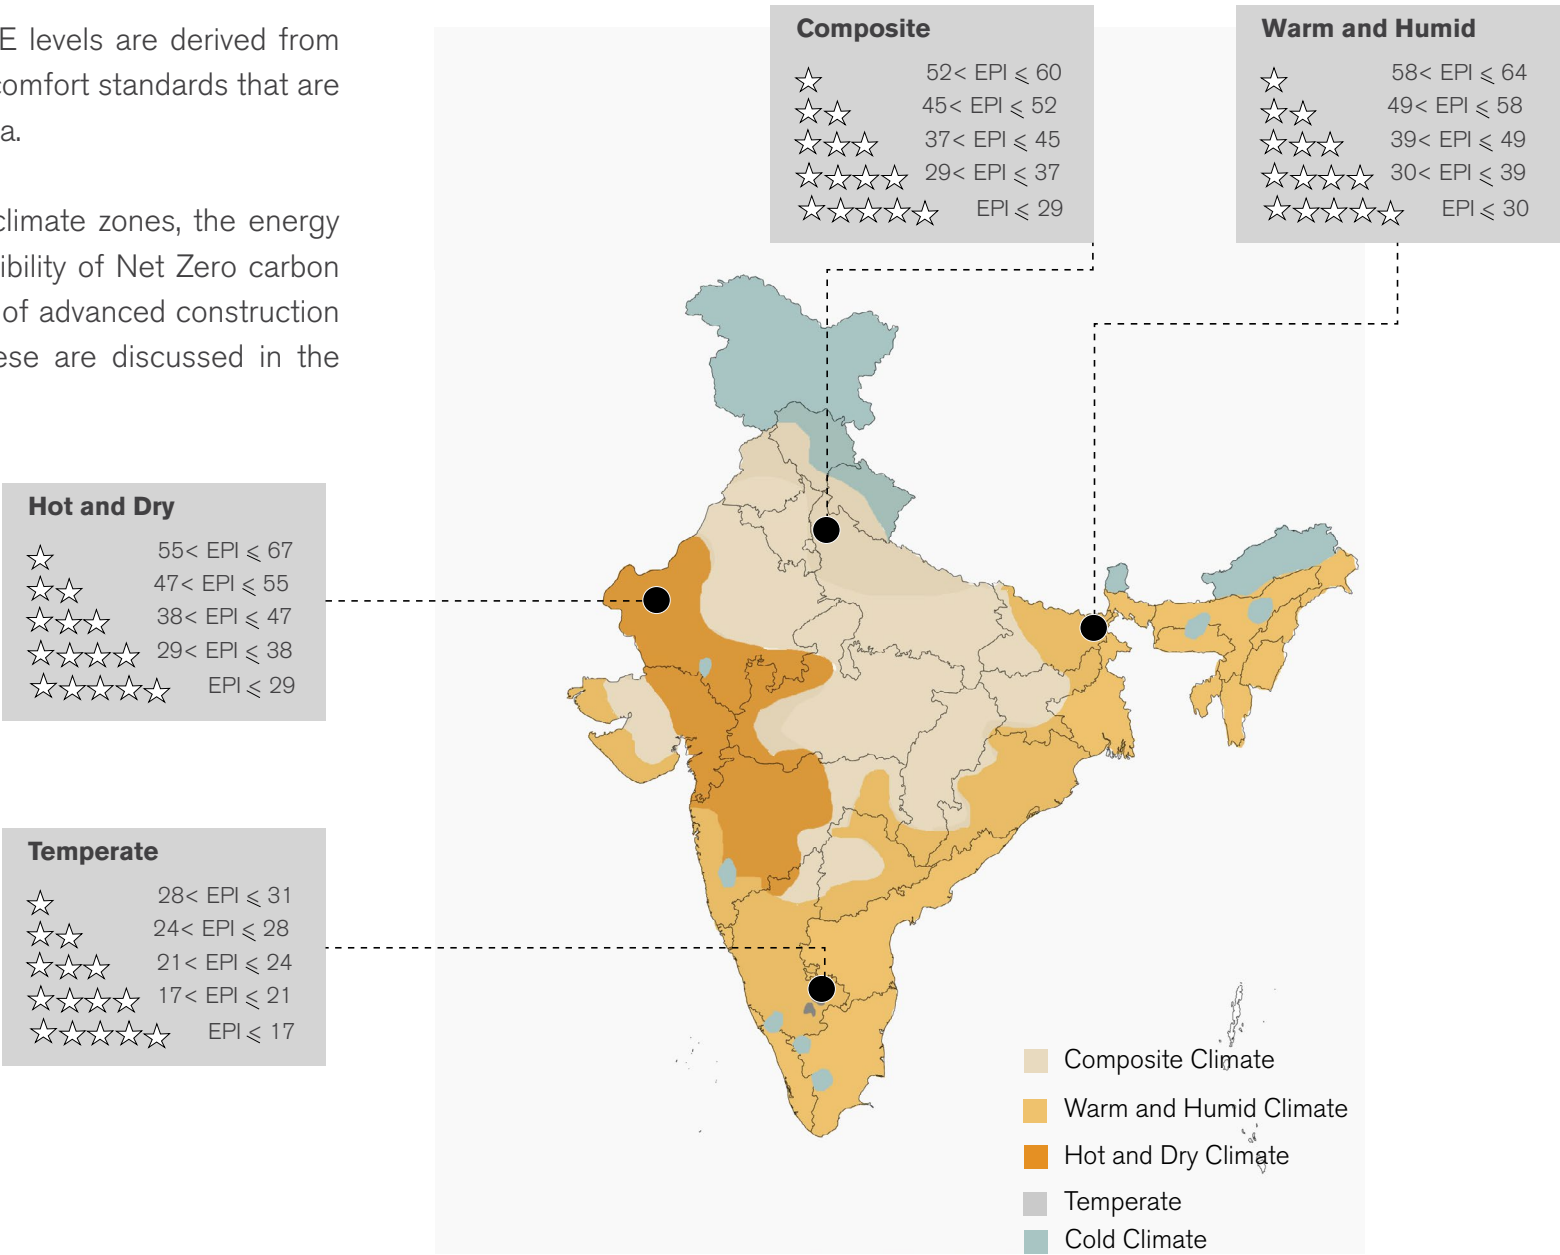 E levels are derived from
comfort standards that are
a.
climate zones, the energy
ibility of Net Zero carbon
of advanced construction
ese are discussed in the
Composite
52< EPI ⩽ 60
45< EPI ⩽ 52
37< EPI ⩽ 45
29< EPI ⩽ 37
EPI ⩽ 29
Warm and Humid
58< EPI ⩽ 64
49< EPI ⩽ 58
39< EPI ⩽ 49
30< EPI ⩽ 39
EPI ⩽ 30
Hot and Dry
55< EPI ⩽ 67
47< EPI ⩽ 55
38< EPI ⩽ 47
29< EPI ⩽ 38
EPI ⩽ 29
Temperate
28< EPI ⩽ 31
24< EPI ⩽ 28
21< EPI ⩽ 24
17< EPI ⩽ 21
EPI ⩽ 17
Composite Climate
Warm and Humid Climate
Hot and Dry Climate
Temperate
Cold Climate